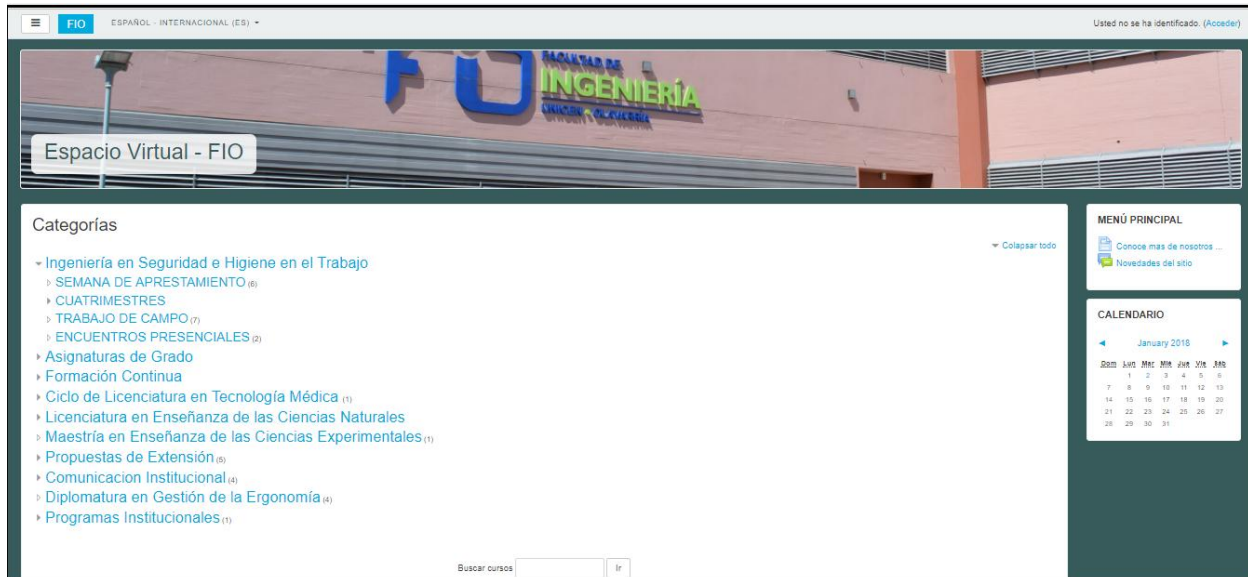 FIO ESPAÑOL - INTERNACIONAL (ES)
Usted no se ha identificado. (Acceder)
FACULTAD DE
INGENIERÍA
UNICEN OLAVARRÍA
Espacio Virtual - FIO
Categorías
Colapsar todo
Ingeniería en Seguridad e Higiene en el Trabajo
SEMANA DE APRESTAMIENTO (6)
CUATRIMESTRES
TRABAJO DE CAMPO (7)
ENCUENTROS PRESENCIALES (2)
Asignaturas de Grado
Formación Continua
Ciclo de Licenciatura en Tecnología Médica (1)
Licenciatura en Enseñanza de las Ciencias Naturales
Maestría en Enseñanza de las Ciencias Experimentales (1)
Propuestas de Extensión (5)
Comunicacion Institucional (4)
Diplomatura en Gestión de la Ergonomía (4)
Programas Institucionales (1)
Buscar cursos Ir
MENÚ PRINCIPAL
Conoce mas de nosotros ...
Novedades del sitio
CALENDARIO
January 2018
Dom Lun Mar Mié Jue Vie Sáb
1 2 3 4 5 6
7 8 9 10 11 12 13
14 15 16 17 18 19 20
21 22 23 24 25 26 27
28 29 30 31